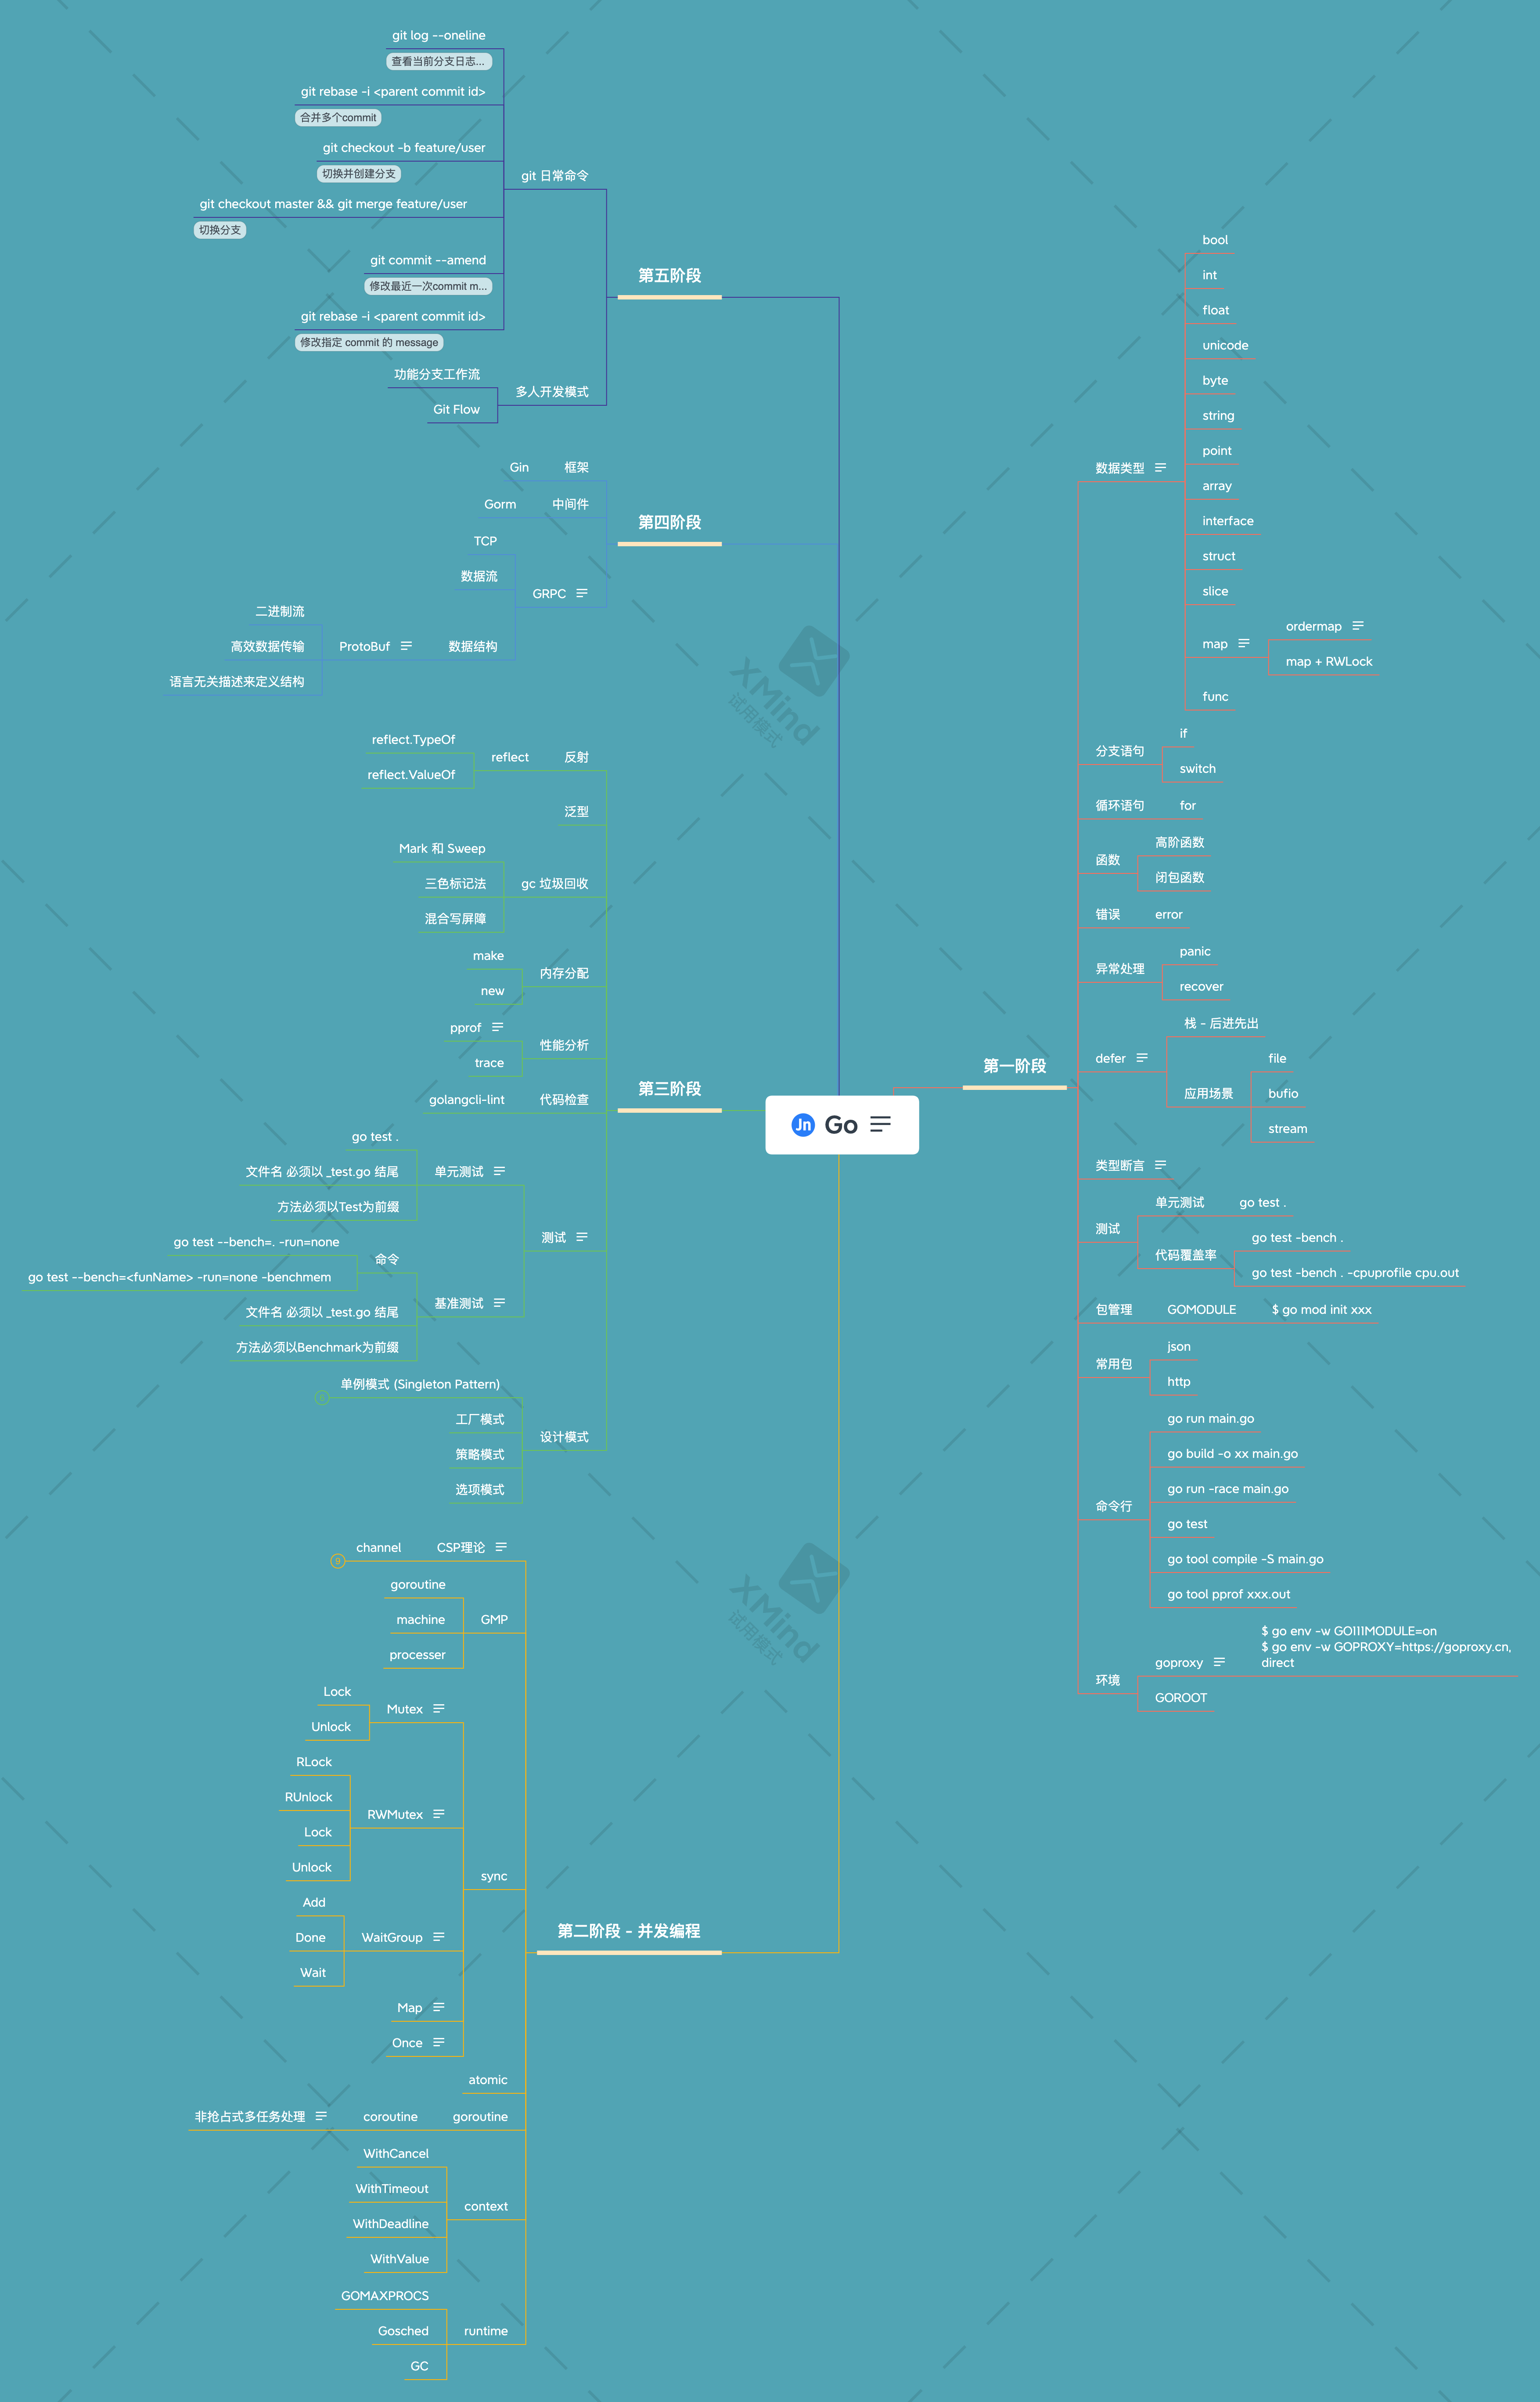 Go
第一阶段
数据类型
bool
int
float
unicode
byte
string
point
array
interface
struct
slice
map
ordermap
map + RWLock
func
分支语句
if
switch
循环语句
for
函数
高阶函数
闭包函数
错误
error
异常处理
panic
recover
defer
栈 - 后进先出
应用场景
file
bufio
stream
类型断言
测试
单元测试
go test .
代码覆盖率
go test -bench .
go test -bench . -cpuprofile cpu.out
包管理
GOMODULE
$ go mod init xxx
常用包
json
http
命令行
go run main.go
go build -o xx main.go
go run -race main.go
go test
go tool compile -S main.go
go tool pprof xxx.out
环境
goproxy
$ go env -w GO111MODULE=on
$ go env -w GOPROXY=https://goproxy.cn,
direct
GOROOT
第二阶段 - 并发编程
CSP理论
channel
9
GMP
goroutine
machine
processer
sync
Mutex
Lock
Unlock
RWMutex
RLock
RUnlock
Lock
Unlock
WaitGroup
Add
Done
Wait
Map
Once
atomic
goroutine
coroutine
非抢占式多任务处理
context
WithCancel
WithTimeout
WithDeadline
WithValue
runtime
GOMAXPROCS
Gosched
GC
第三阶段
反射
reflect
reflect.TypeOf
reflect.ValueOf
泛型
gc 垃圾回收
Mark 和 Sweep
三色标记法
混合写屏障
内存分配
make
new
性能分析
pprof
trace
代码检查
golangcli-lint
测试
单元测试
go test .
文件名 必须以 _test.go 结尾
方法必须以Test为前缀
基准测试
命令
go test --bench=. -run=none
go test --bench=<funName> -run=none -benchmem
文件名 必须以 _test.go 结尾
方法必须以Benchmark为前缀
设计模式
单例模式 (Singleton Pattern)
工厂模式
策略模式
选项模式
第四阶段
框架
Gin
中间件
Gorm
GRPC
TCP
数据流
数据结构
ProtoBuf
二进制流
高效数据传输
语言无关描述来定义结构
第五阶段
git 日常命令
git log --oneline
查看当前分支日志...
git rebase -i <parent commit id>
合并多个commit
git checkout -b feature/user
切换并创建分支
git checkout master && git merge feature/user
切换分支
git commit --amend
修改最近一次commit m...
git rebase -i <parent commit id>
修改指定 commit 的 message
多人开发模式
功能分支工作流
Git Flow
XMind
试用模式
XMind
试用模式